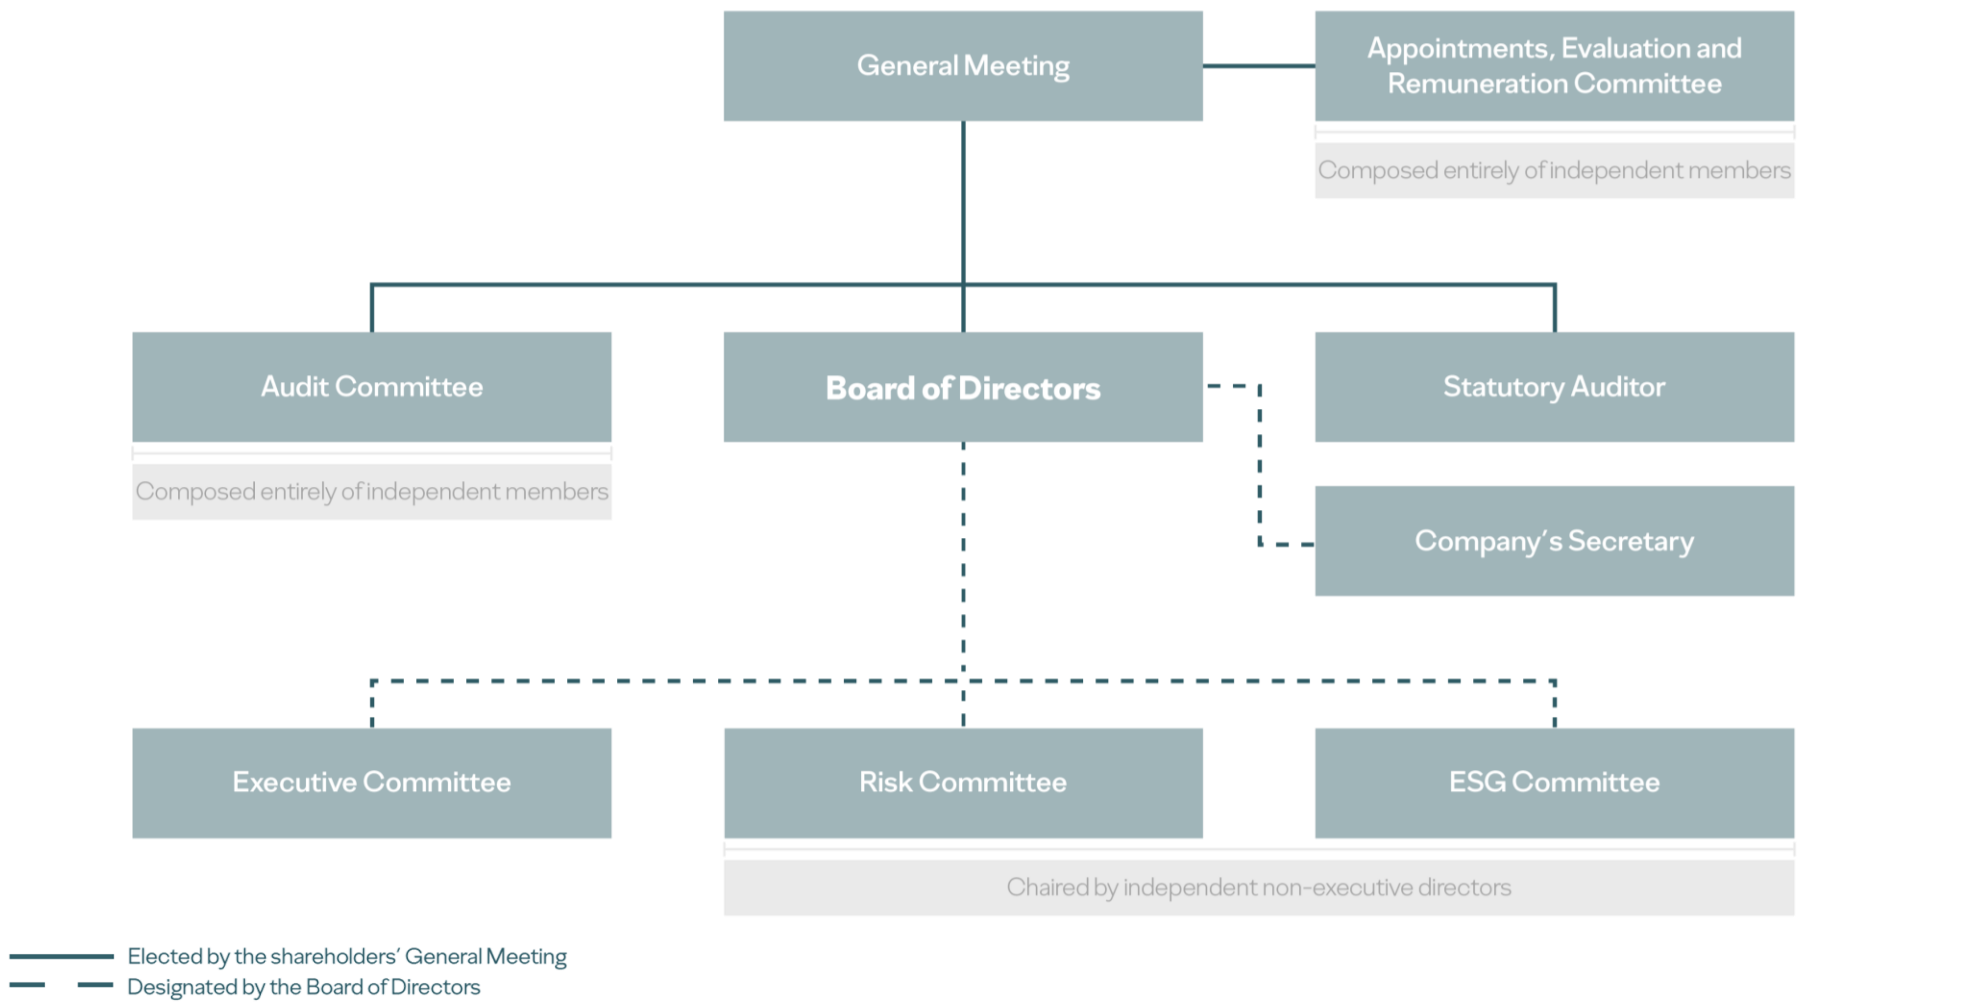 General Meeting
Appointments, Evaluation and
Remuneration Committee
Composed entirely of independent members
Audit Committee
Board of Directors
Statutory Auditor
Composed entirely of independent members
Company’s Secretary
Executive Committee
Risk Committee
ESG Committee
Chaired by independent non-executive directors
Elected by the shareholders’ General Meeting
Designated by the Board of Directors